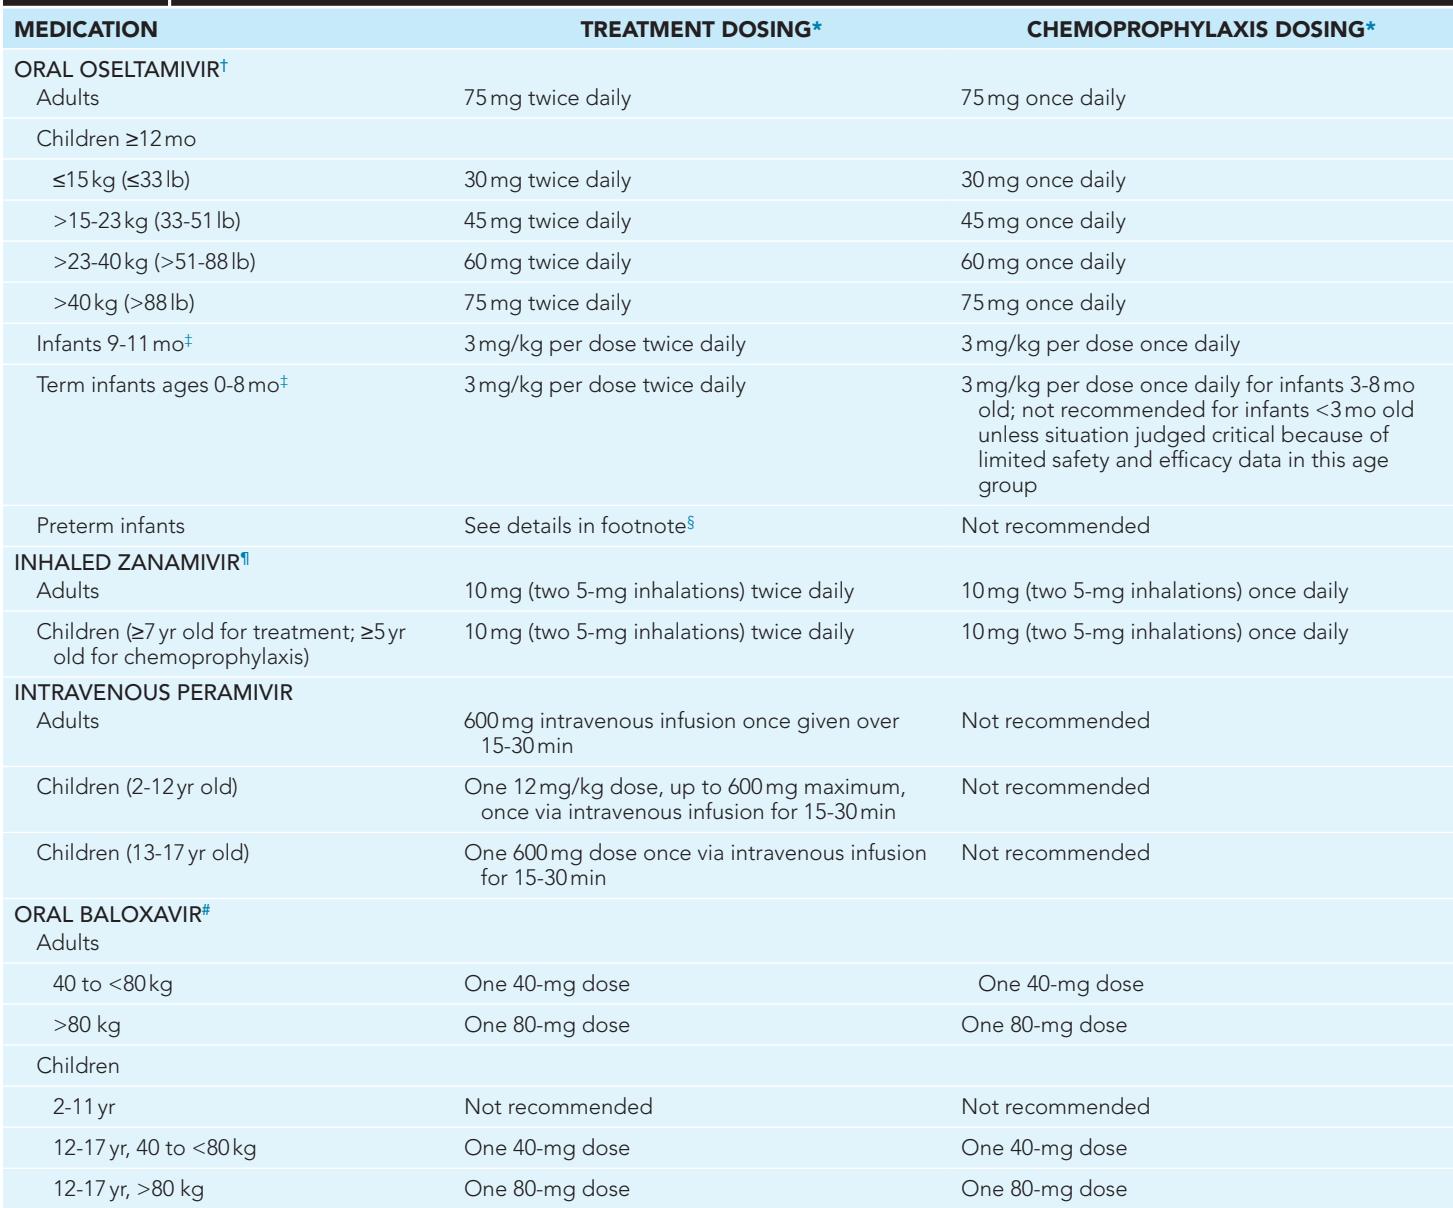 MEDICATION TREATMENT DOSING* CHEMOPROPHYLAXIS DOSING*
ORAL OSELTAMIVIR†
Adults 75 mg twice daily 75 mg once daily
Children ≥12 mo
≤15 kg (≤33 lb) 30 mg twice daily 30 mg once daily
>15-23 kg (33-51 lb) 45 mg twice daily 45 mg once daily
>23-40 kg (>51-88 lb) 60 mg twice daily 60 mg once daily
>40 kg (>88 lb) 75 mg twice daily 75 mg once daily
Infants 9-11 mo‡ 3 mg/kg per dose twice daily 3 mg/kg per dose once daily
Term infants ages 0-8 mo‡ 3 mg/kg per dose twice daily 3 mg/kg per dose once daily for infants 3-8 mo
old; not recommended for infants <3 mo old
unless situation judged critical because of
limited safety and efficacy data in this age
group
Preterm infants See details in footnote§ Not recommended
INHALED ZANAMIVIR¶
Adults 10 mg (two 5-mg inhalations) twice daily 10 mg (two 5-mg inhalations) once daily
Children (≥7 yr old for treatment; ≥5 yr 10 mg (two 5-mg inhalations) twice daily 10 mg (two 5-mg inhalations) once daily
old for chemoprophylaxis)
INTRAVENOUS PERAMIVIR
Adults 600 mg intravenous infusion once given over Not recommended
15-30 min
Children (2-12 yr old) One 12 mg/kg dose, up to 600 mg maximum, Not recommended
once via intravenous infusion for 15-30 min
Children (13-17 yr old) One 600 mg dose once via intravenous infusion Not recommended
for 15-30 min
ORAL BALOXAVIR#
Adults
40 to <80 kg One 40-mg dose One 40-mg dose
>80 kg One 80-mg dose One 80-mg dose
Children
2-11 yr Not recommended Not recommended
12-17 yr, 40 to <80 kg One 40-mg dose One 40-mg dose
12-17 yr, >80 kg One 80-mg dose One 80-mg dose